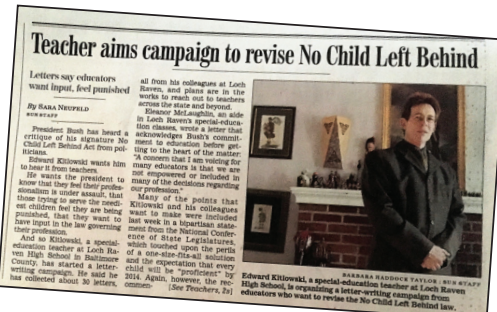 Teacher aims campaign to revise No Child Left Behind
Letters say educators
want input, feel punished
By SARA NEUFELD
SUN STAFF
President Bush has heard a
critique of his signature No
Child Left Behind Act from pol-
iticians.
Edward Kitlowski wants him
to hear it from teachers.
He wants the president to
know that they feel their profes-
sionalism is under assault, that
those trying to serve the need-
iest children feel they are being
punished, that they want to
have input in the law governing
their profession.
And so Kitlowski, a special-
education teacher at Loch Ra-
ven High School in Baltimore
County, has started a letter-
writing campaign. He said he
has collected about 30 letters,
all from his colleagues at Loch
Raven, and plans are in the
works to reach out to teachers
across the state and beyond.
Eleanor McLaughlin, an aide
in Loch Raven's special-educa-
tion classes, wrote a letter that
acknowledges Bush's commit-
ment to education before get-
ting to the heart of the matter:
"A concern that I am voicing for
many educators is that we are
not empowered or included in
many of the decisions regarding
our profession."
Many of the points that
Kitlowski and his colleagues
want to make were included
last week in a bipartisan state-
ment from the National Confer-
ence of State Legislatures,
which touched upon the perils
of a one-size-fits-all solution
and the expectation that every
child will be "proficient" by
2014. Again, however, the rec-
ommen- [See Teachers, 2B]
BARBARA HADDOCK TAYLOR : SUN STAFF
Edward Kitlowski, a special-education teacher at Loch Raven
High School, is organizing a letter-writing campaign from
educators who want to revise the No Child Left Behind law.